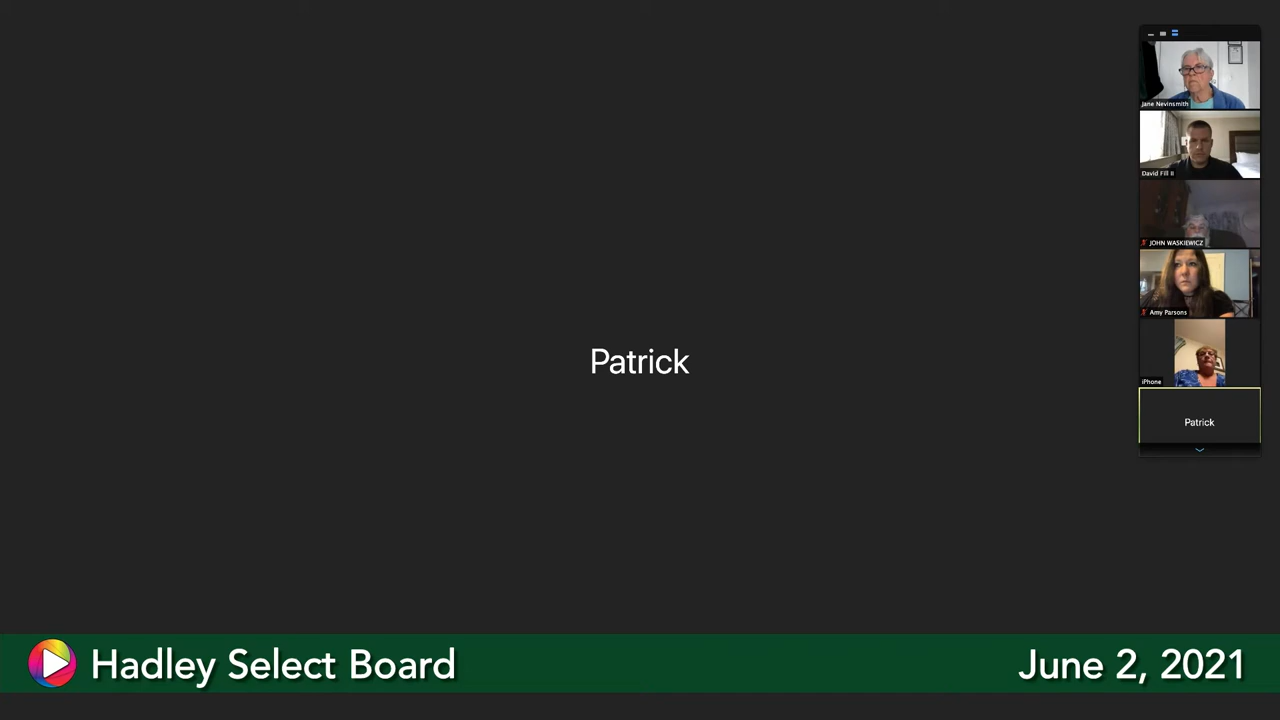 Jane Nevinsmith
David Fill II
JOHN WASKIEWICZ
Amy Parsons
iPhone
Patrick
Patrick
Hadley Select Board
June 2, 2021